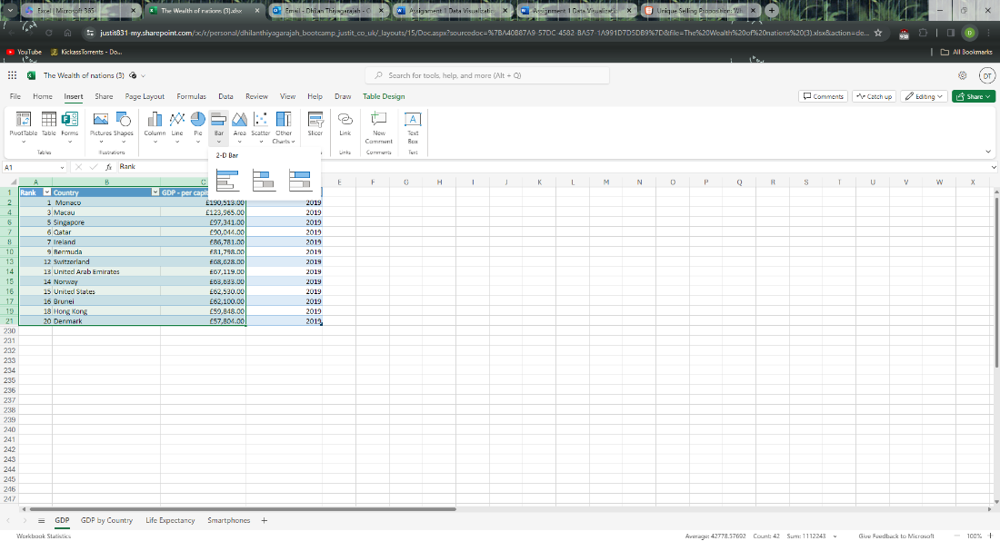 Excel | Microsoft 365
The Wealth of nations (3).xlsx
Email - Dhilan Thiyagarajah - O
Assignment 1 Data Visualizatio
Assignment 1 Data Visualizatio
Unique Selling Proposition: Wh
justit831-my.sharepoint.com/:x:/r/personal/dhilanthiyagarajah_bootcamp_justit_co_uk/_layouts/15/Doc.aspx?sourcedoc=%7BA40B87A9-57DC-4582-BA57-1A991D7D5DB9%7D&file=The%20Wealth%20of%20nations%20(3).xlsx&action=de...
D
YouTube
KickassTorrents - Do...
All Bookmarks
The Wealth of nations (3)
Search for tools, help, and more (Alt + Q)
DT
File Home Insert Share Page Layout Formulas Data Review View Help Draw Table Design
Comments Catch up Editing Share
PivotTable Table Forms Pictures Shapes Column Line Pie Bar Area Scatter Other Charts Slicer Link New Comment Text Box
Tables Illustrations Links Comments Text
2-D Bar
A1 fx Rank
A B C E F G H I J K L M N O P Q R S T U V W X
1 Rank Country GDP - per capit
2 1 Monaco £190,513.00 2019
4 3 Macau £123,965.00 2019
6 5 Singapore £97,341.00 2019
7 6 Qatar £90,044.00 2019
8 7 Ireland £86,781.00 2019
10 9 Bermuda £81,798.00 2019
13 12 Switzerland £68,628.00 2019
14 13 United Arab Emirates £67,119.00 2019
15 14 Norway £63,633.00 2019
16 15 United States £62,530.00 2019
17 16 Brunei £62,100.00 2019
19 18 Hong Kong £59,848.00 2019
21 20 Denmark £57,804.00 2019
230
231
232
233
234
235
236
237
238
239
240
241
242
243
244
245
246
247
GDP GDP by Country Life Expectancy Smartphones
Workbook Statistics
Average: 42778.57692 Count: 42 Sum: 1112243
Give Feedback to Microsoft
100%